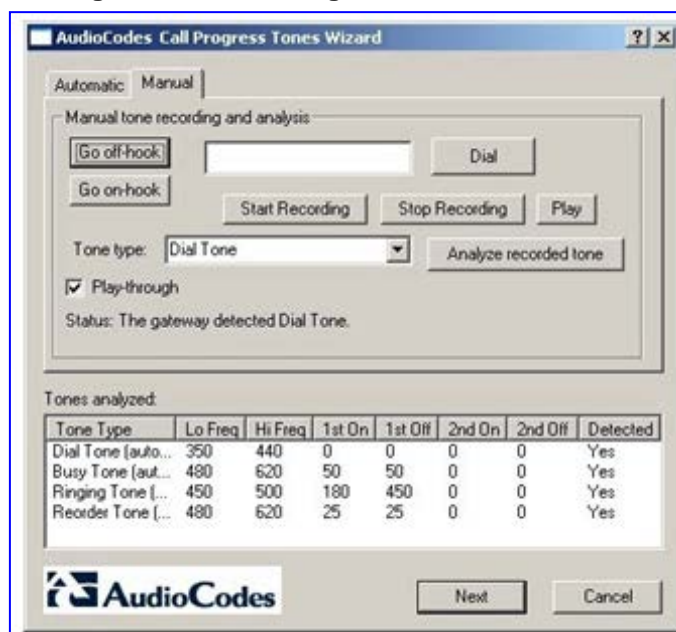 AudioCodes Call Progress Tones Wizard
Automatic Manual
Manual tone recording and analysis
Go off-hook Dial
Go on-hook
Start Recording Stop Recording Play
Tone type: Dial Tone Analyze recorded tone
Play-through
Status: The gateway detected Dial Tone.
Tones analyzed:
Tone Type Lo Freq Hi Freq 1st On 1st Off 2nd On 2nd Off Detected
Dial Tone (auto... 350 440 0 0 0 0 Yes
Busy Tone (aut... 480 620 50 50 0 0 Yes
Ringing Tone (... 450 500 180 450 0 0 Yes
Reorder Tone (... 480 620 25 25 0 0 Yes
AudioCodes Next Cancel